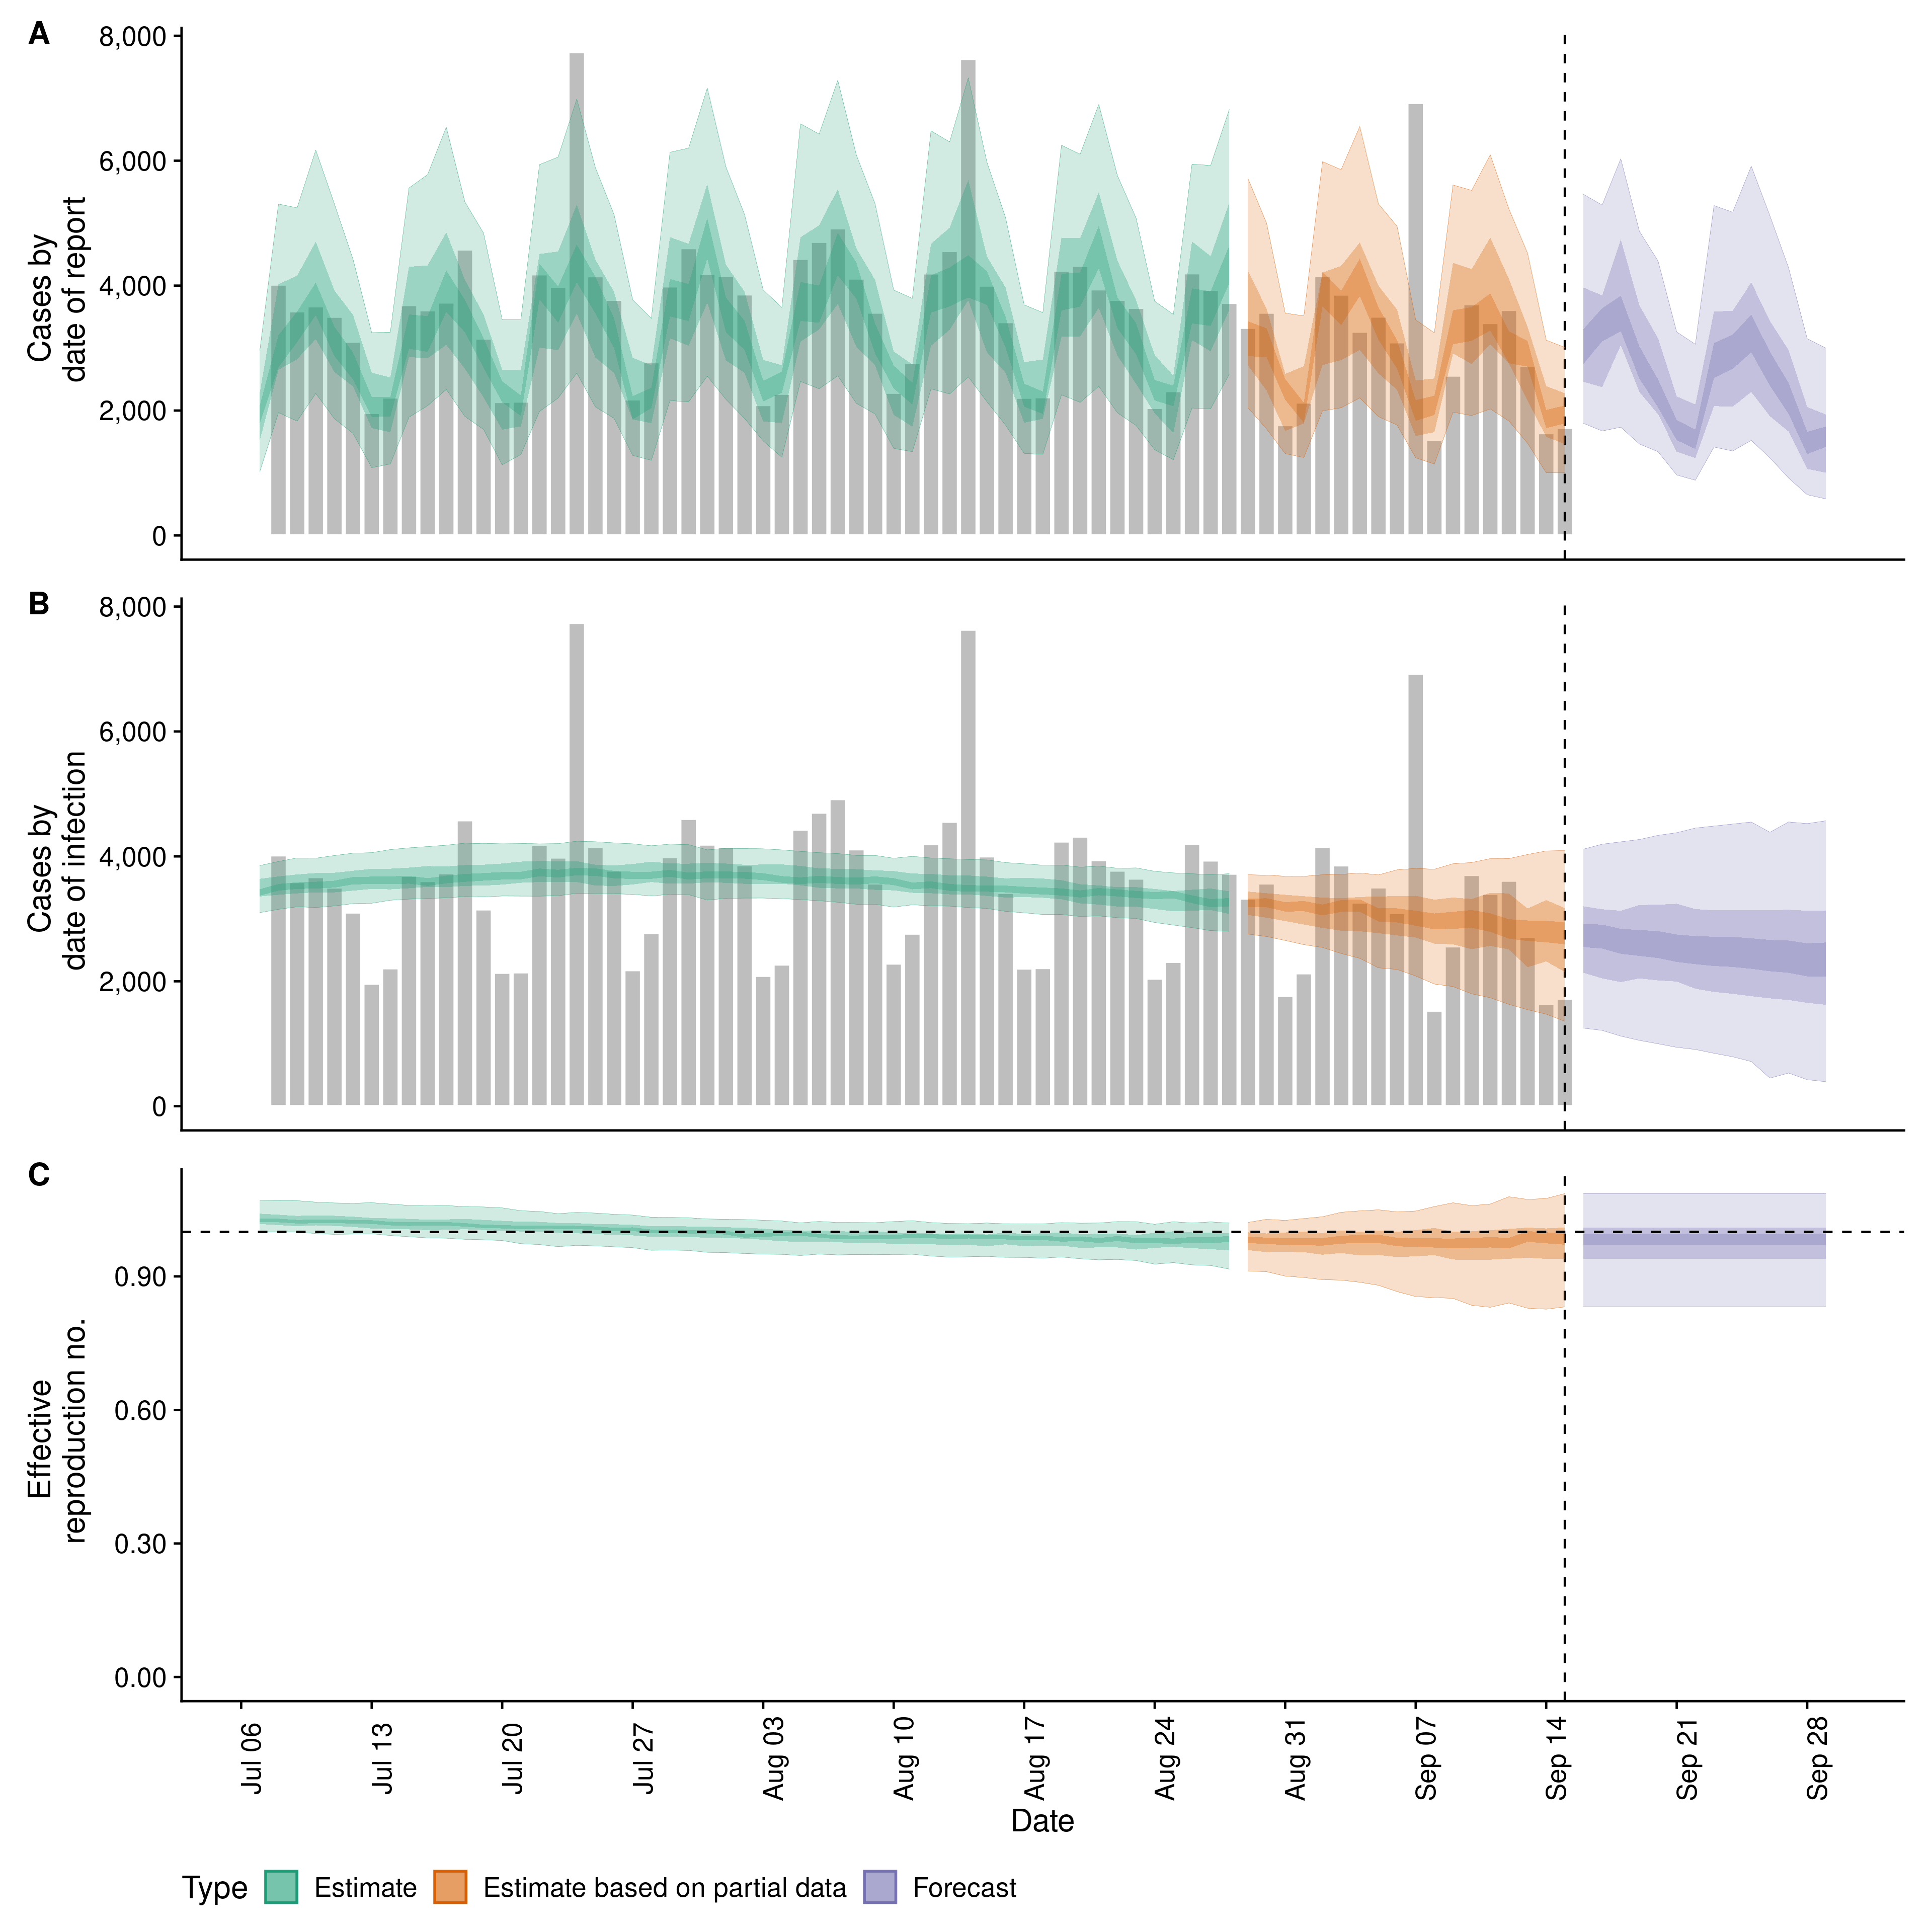 A
8,000
6,000
4,000
2,000
0
Cases by
date of report
B
8,000
6,000
4,000
2,000
0
Cases by
date of infection
C
0.90
0.60
0.30
0.00
Effective
reproduction no.
Jul 06
Jul 13
Jul 20
Jul 27
Aug 03
Aug 10
Aug 17
Aug 24
Aug 31
Sep 07
Sep 14
Sep 21
Sep 28
Date
Type Estimate Estimate based on partial data Forecast